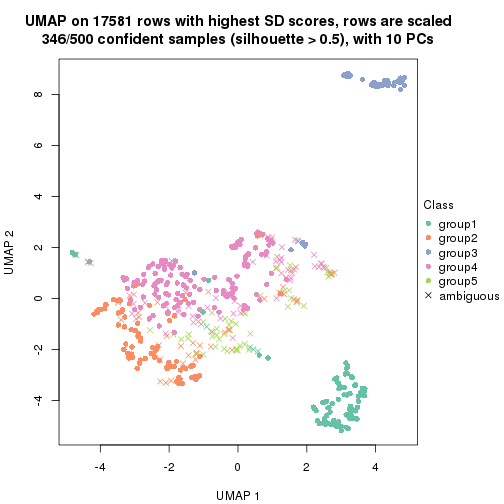 UMAP on 17581 rows with highest SD scores, rows are scaled
346/500 confident samples (silhouette > 0.5), with 10 PCs
8
6
4
2
0
-2
-4
UMAP 2
-4
-2
0
2
4
UMAP 1
Class
group1
group2
group3
group4
group5
ambiguous